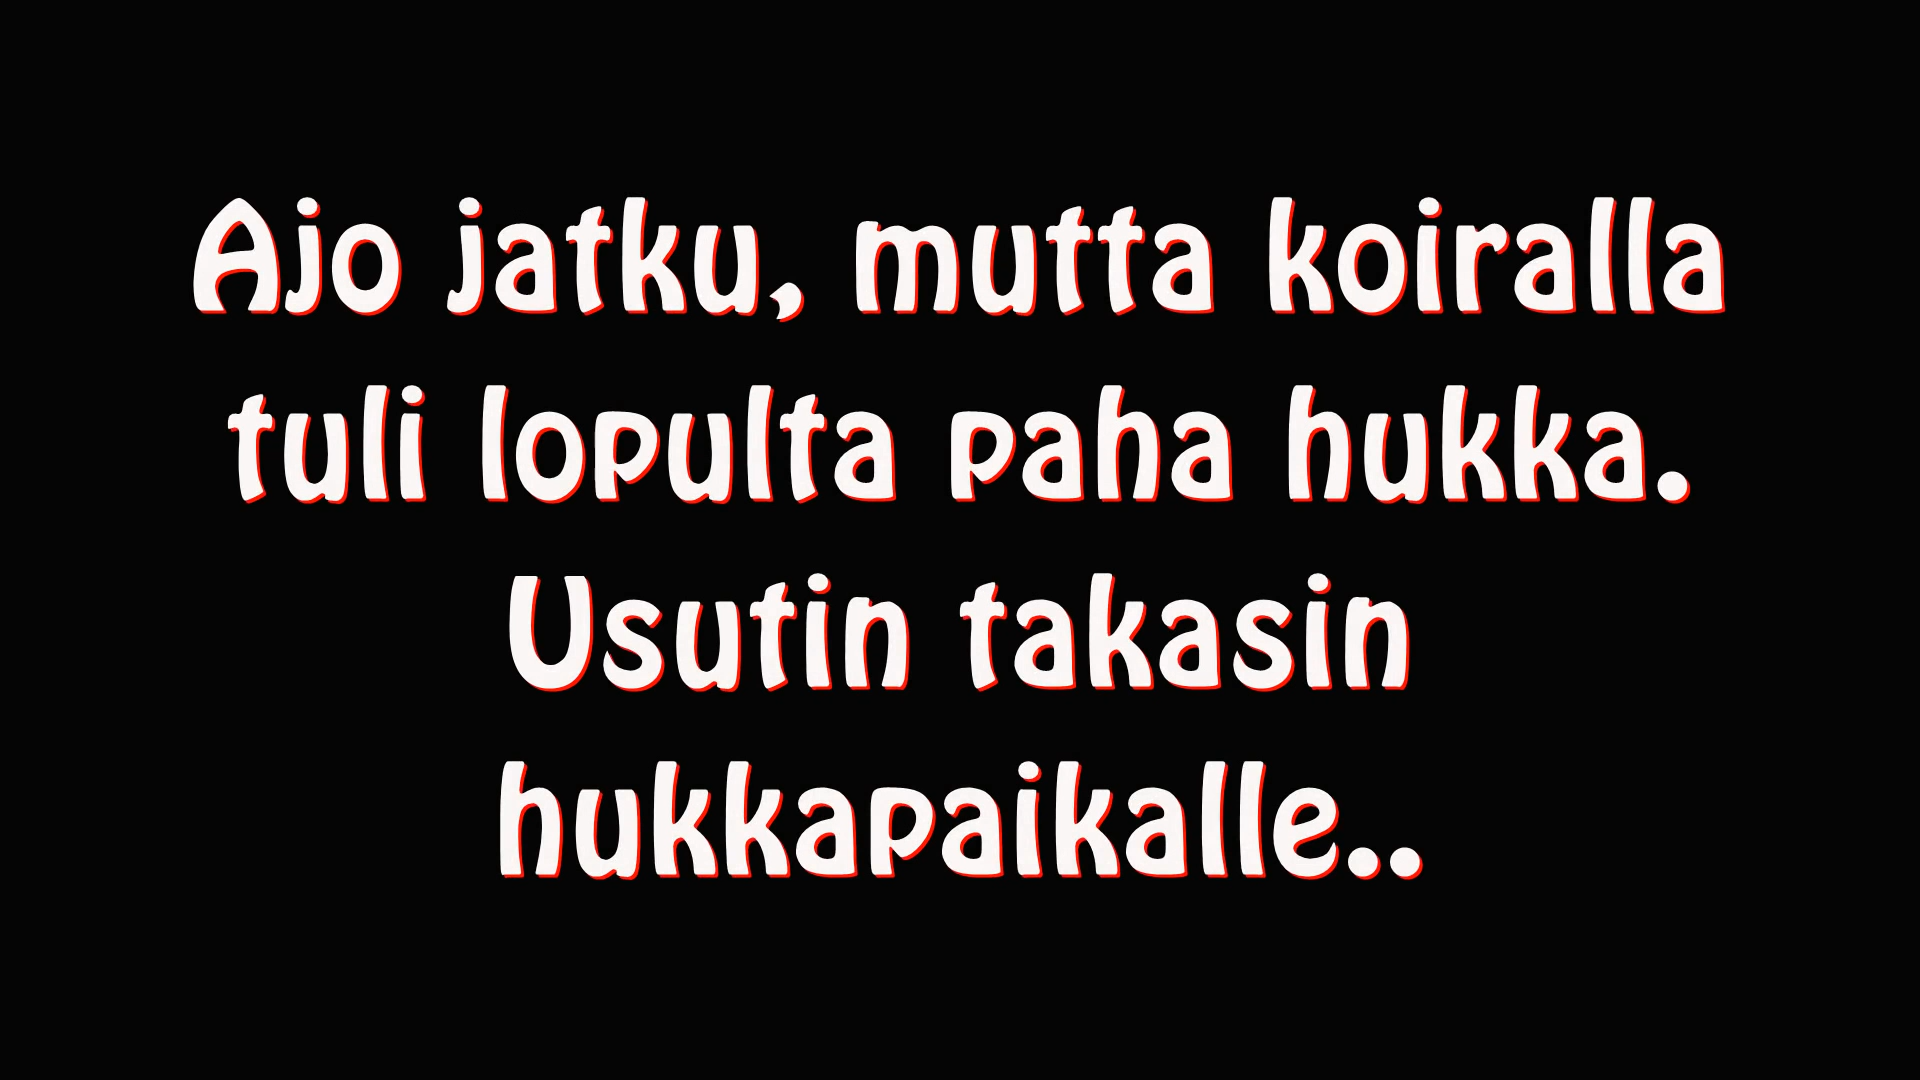 Ajo jatku, mutta koiralla
tuli lopulta paha hukka.
Usutin takasin
hukkapaikalle..